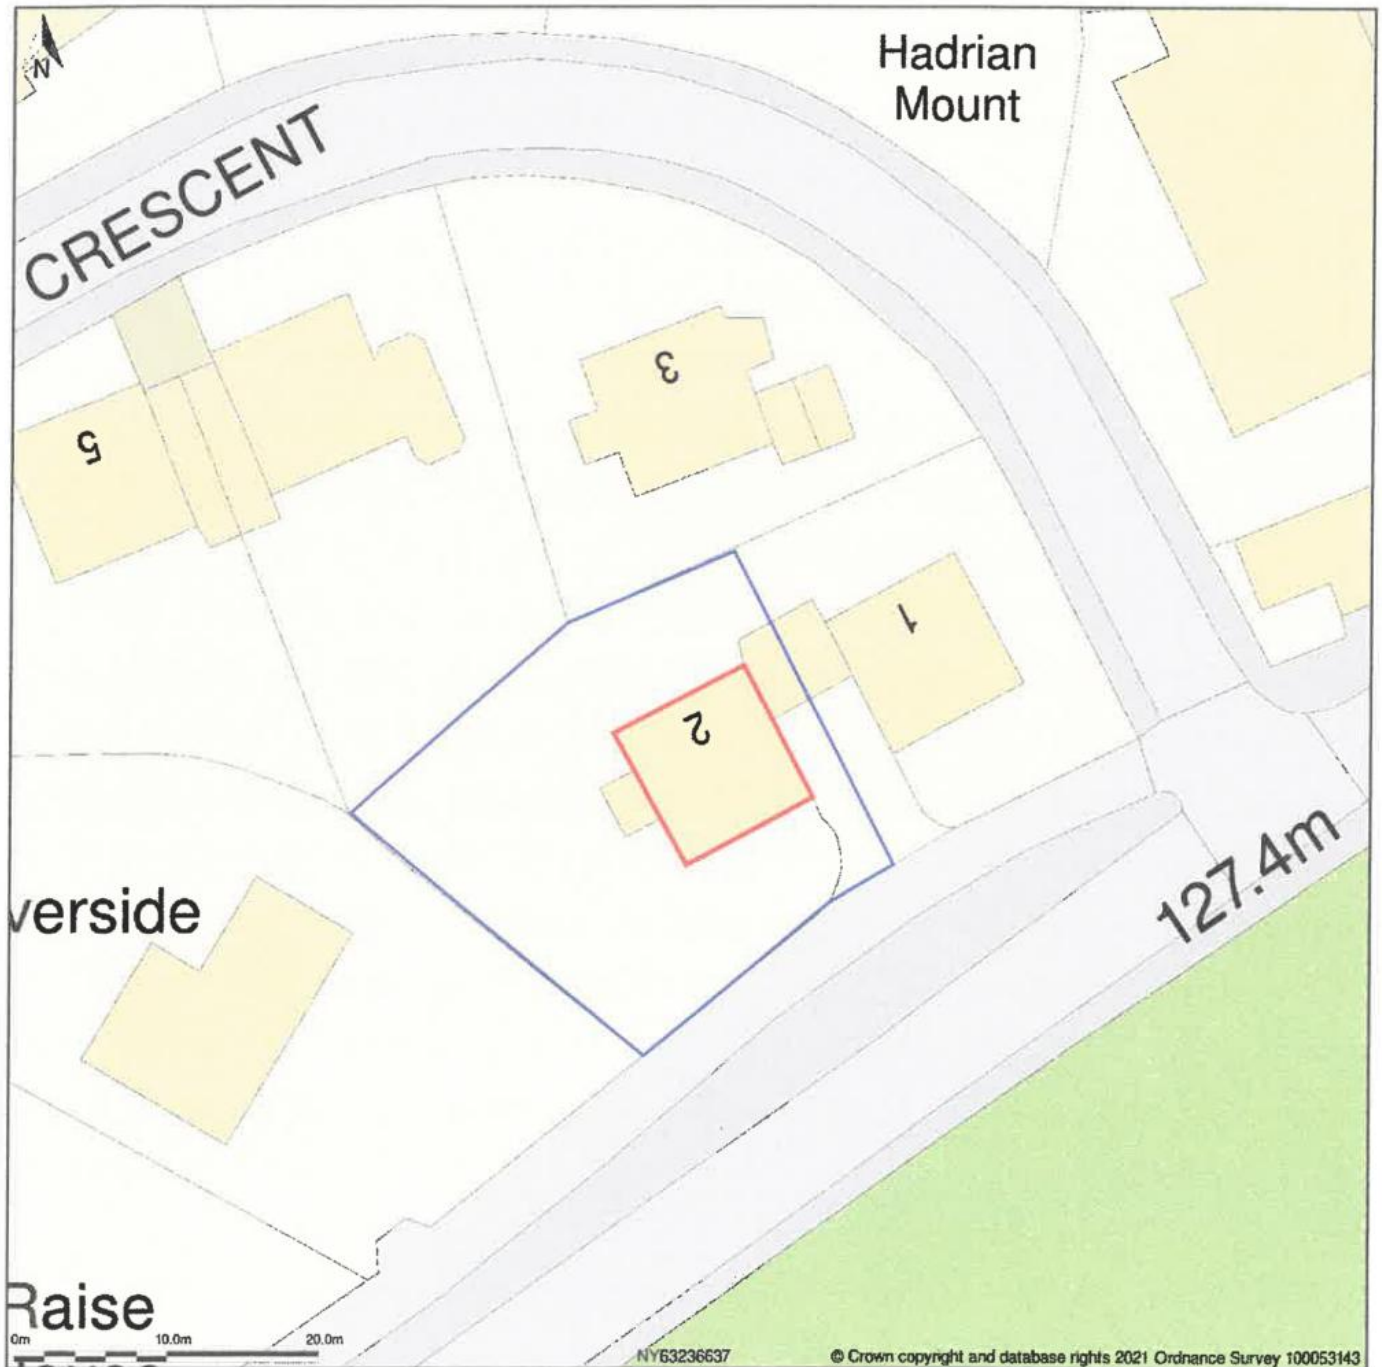 N
Hadrian
Mount
CRESCENT
3
5
1
2
verside
127.4m
Raise
0m 10.0m 20.0m
NY63236637
© Crown copyright and database rights 2021 Ordnance Survey 100053143